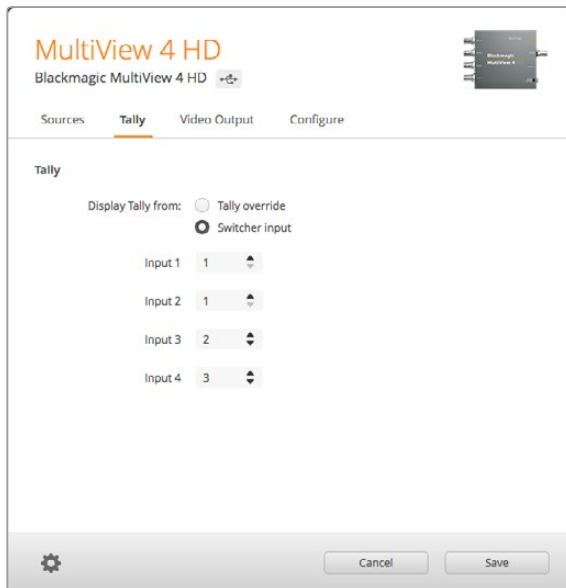 MultiView 4 HD
Blackmagic MultiView 4 HD
Sources Tally Video Output Configure
Tally
Display Tally from: Tally override
Switcher input
Input 1 1
Input 2 1
Input 3 2
Input 4 3
Cancel Save